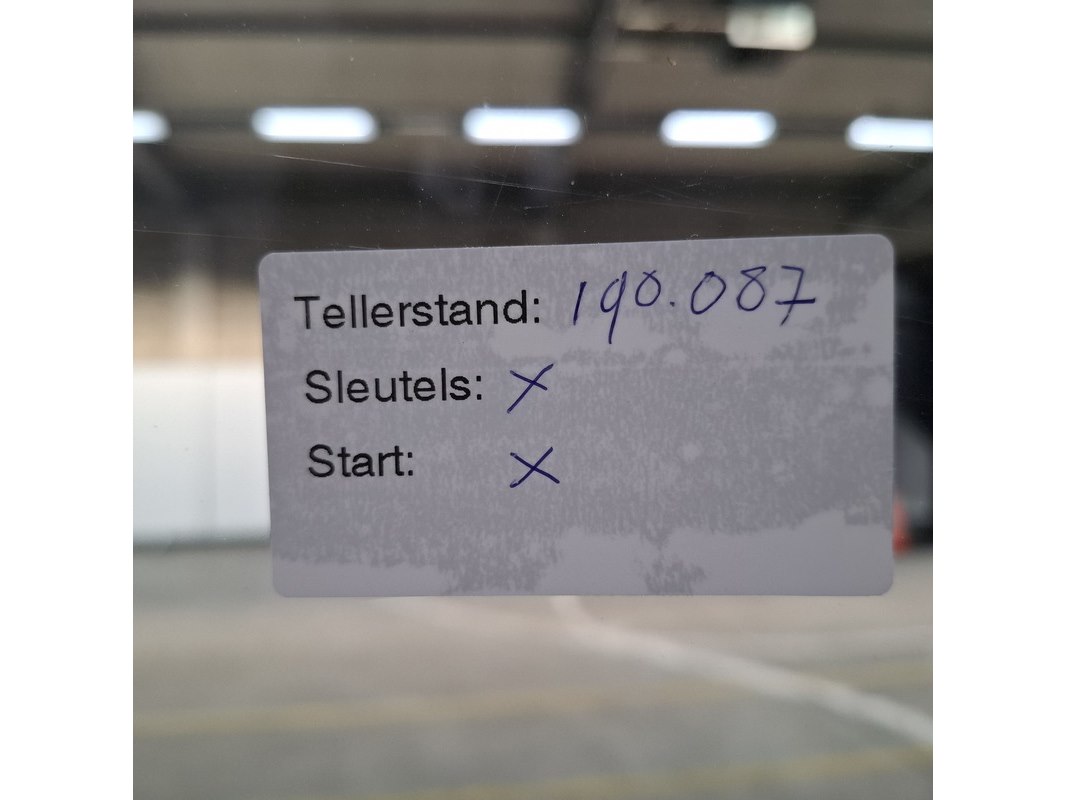 Tellerstand: 190.087
Sleutels: X
Start: X